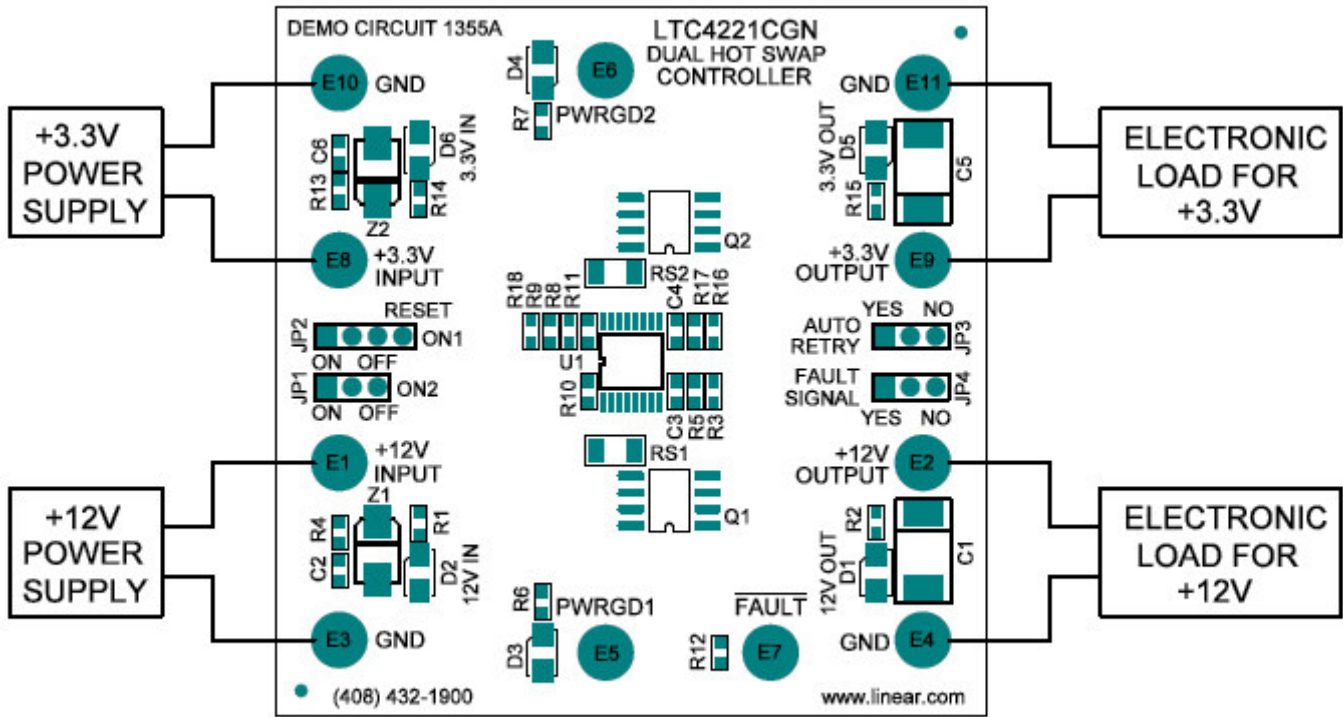 DEMO CIRCUIT 1355A
LTC4221CGN
DUAL HOT SWAP
CONTROLLER
E10
GND
D4
E6
R7
PWRGD2
GND
E11
+3.3V
POWER
SUPPLY
C6
R13
Z2
D6
3.3V IN
R14
3.3V OUT
D5
R15
C5
ELECTRONIC
LOAD FOR
+3.3V
E8
+3.3V
INPUT
Q2
RS2
+3.3V
OUTPUT
E9
RESET
JP2
ON1
ON
OFF
JP1
ON2
ON
OFF
R18
R9
R8
R11
C4
R17
R16
U1
R10
C3
R5
R3
YES
NO
AUTO
RETRY
JP3
FAULT
SIGNAL
JP4
YES
NO
E1
+12V
INPUT
RS1
Q1
+12V
OUTPUT
E2
+12V
POWER
SUPPLY
Z1
R4
C2
R1
D2
12V IN
R2
12V OUT
D1
C1
ELECTRONIC
LOAD FOR
+12V
E3
GND
R6
PWRGD1
D3
E5
FAULT
R12
E7
GND
E4
(408) 432-1900
www.linear.com